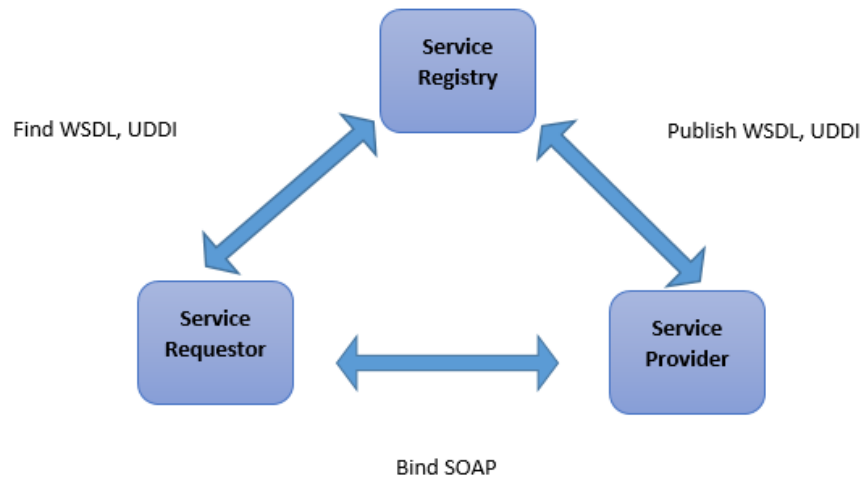 Service
Registry
Find WSDL, UDDI
Publish WSDL, UDDI
Service
Requestor
Service
Provider
Bind SOAP